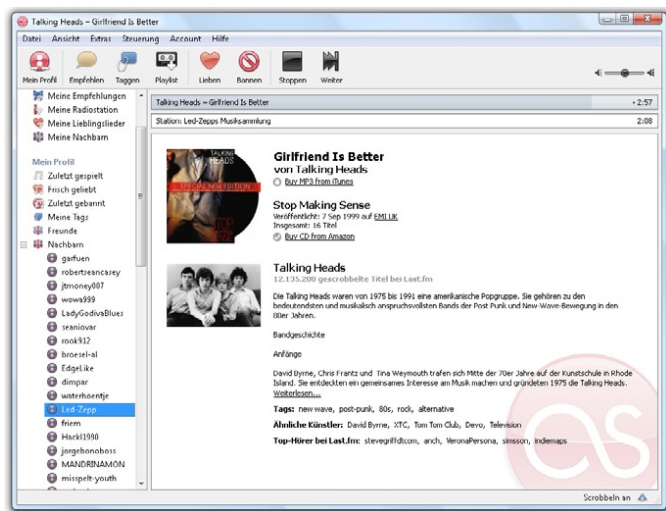 Talking Heads – Girlfriend Is Better
Datei Ansicht Extras Steuerung Account Hilfe
Mein Profil Empfehlen Taggen Playlist Lieben Bannen Stoppen Weiter
Meine Empfehlungen
Meine Radiostation
Meine Lieblingslieder
Meine Nachbarn
Mein Profil
Zuletzt gespielt
Frisch geliebt
Zuletzt gebannt
Meine Tags
Freunde
Nachbarn
garfuen
robertseancasey
jtmoney007
wowa999
LadyGodivaBlues
seaniovar
rook912
broesel-al
EdgeLike
dimpar
waterhoentje
Led-Zepp
friem
Hackl1990
jorgebonoboss
MANDRINAMON
misspelt-youth
Talking Heads – Girlfriend Is Better - 2:57
Station: Led-Zepps Musiksammlung 2:08
TALKING HEADS
SPECIAL NEW EDITION
STOP
Girlfriend Is Better
von Talking Heads
Buy MP3 from iTunes
Stop Making Sense
Veröffentlicht: 7 Sep 1999 auf EMI UK
Insgesamt: 16 Titel
Buy CD from Amazon
Talking Heads
12.135.200 gescrobbelte Titel bei Last.fm
Die Talking Heads waren von 1975 bis 1991 eine amerikanische Popgruppe. Sie gehören zu den
bedeutendsten und musikalisch anspruchsvollsten Bands der Post Punk und New-Wave-Bewegung in den
80er Jahren.
Bandgeschichte
Anfänge
David Byrne, Chris Frantz und Tina Weymouth trafen sich Mitte der 70er Jahre auf der Kunstschule in Rhode
Island. Sie entdeckten ein gemeinsames Interesse am Musik machen und gründeten 1975 die Talking Heads.
Weiterlesen...
Tags: new wave, post-punk, 80s, rock, alternative
Ähnliche Künstler: David Byrne, XTC, Tom Tom Club, Devo, Television
Top-Hörer bei Last.fm: stevegriffdtcom, anch, VeronaPersona, simsson, indiemaps
Scrobbeln an